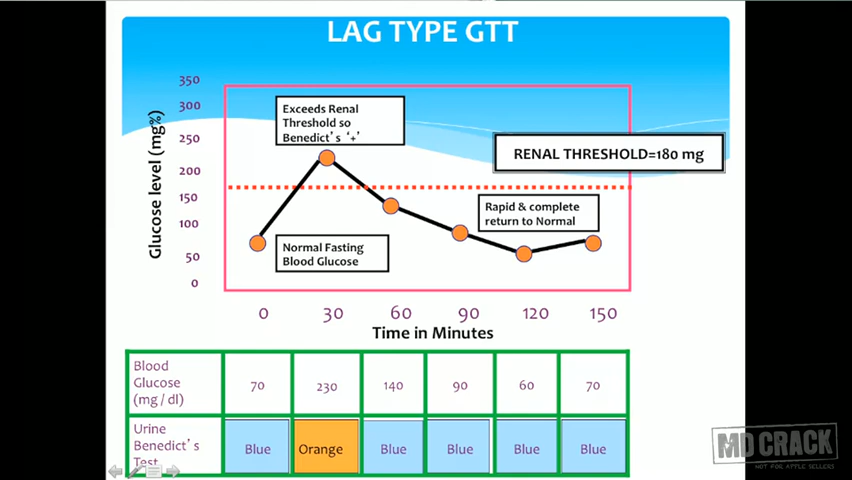 LAG TYPE GTT
350
300
250
200
150
100
50
0
Glucose level (mg%)
Exceeds Renal
Threshold so
Benedict's '+'
RENAL THRESHOLD=180 mg
Rapid & complete
return to Normal
Normal Fasting
Blood Glucose
0 30 60 90 120 150
Time in Minutes
Blood
Glucose
(mg / dl)
70 230 140 90 60 70
Urine
Benedict's
Test
Blue Orange Blue Blue Blue Blue
MD CRACK
NOT FOR APPLE SELLERS